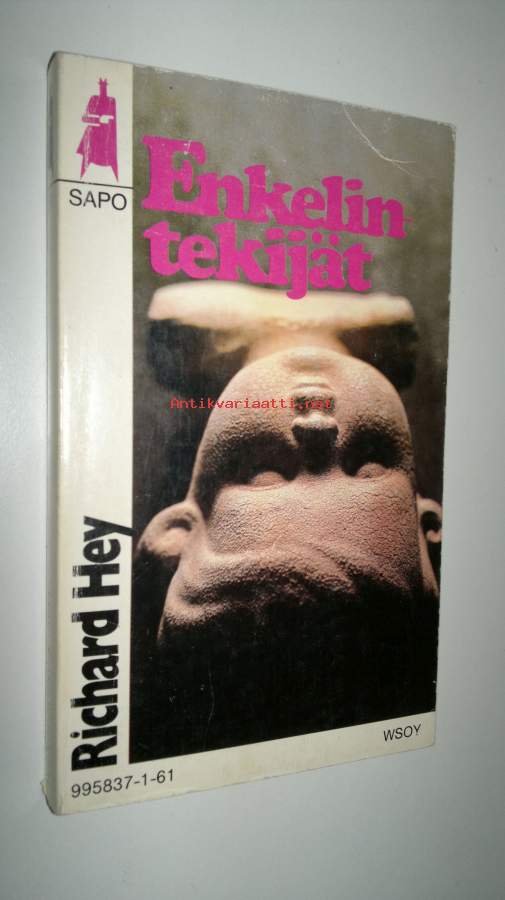 SAPO
Enkelin-
tekijät
Antikvariaatti.net
Richard Hey
WSOY
995837-1-61